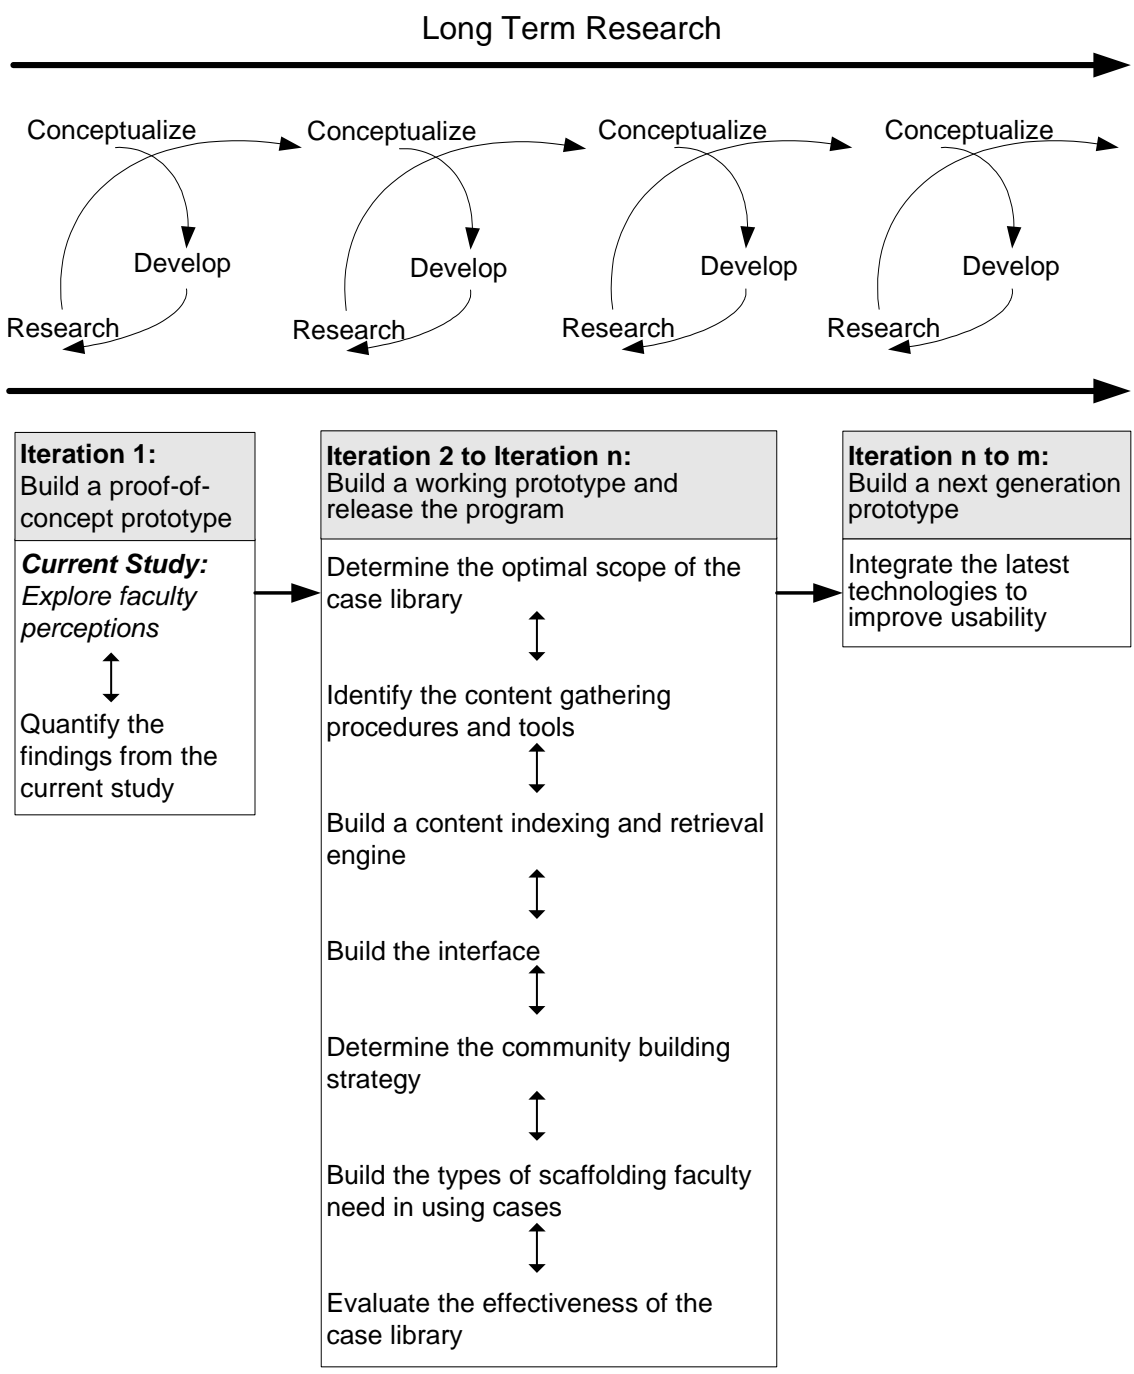 Long Term Research
Conceptualize
Conceptualize
Conceptualize
Conceptualize
Develop
Develop
Develop
Develop
Research
Research
Research
Research
Iteration 1:
Build a proof-of-
concept prototype
Current Study:
Explore faculty
perceptions
Quantify the
findings from the
current study
Iteration 2 to Iteration n:
Build a working prototype and
release the program
Determine the optimal scope of the
case library
Identify the content gathering
procedures and tools
Build a content indexing and retrieval
engine
Build the interface
Determine the community building
strategy
Build the types of scaffolding faculty
need in using cases
Evaluate the effectiveness of the
case library
Iteration n to m:
Build a next generation
prototype
Integrate the latest
technologies to
improve usability